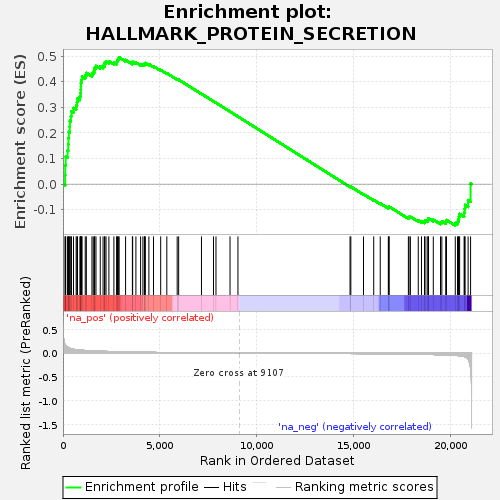 Enrichment plot:
HALLMARK_PROTEIN_SECRETION
Enrichment score (ES)
0.5
0.4
0.3
0.2
0.1
0.0
-0.1
'na_pos' (positively correlated)
Ranked list metric (PreRanked)
0.5
0.0
-0.5
-1.0
-1.5
Zero cross at 9107
'na_neg' (negatively correlated)
0
5,000
10,000
15,000
20,000
Rank in Ordered Dataset
Enrichment profile
Hits
Ranking metric scores